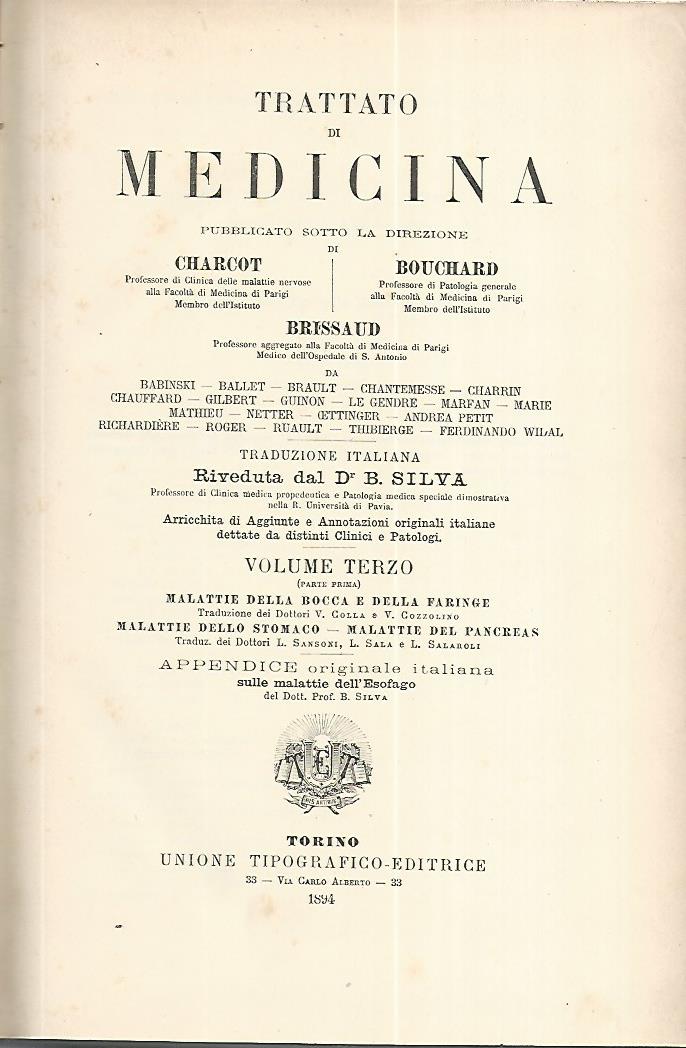 TRATTATO
DI
MEDICINA
PUBBLICATO SOTTO LA DIREZIONE
DI
CHARCOT
Professore di Clinica delle malattie nervose
alla Facoltà di Medicina di Parigi
Membro dell'Istituto
BOUCHARD
Professore di Patologia generale
alla Facoltà di Medicina di Parigi
Membro dell'Istituto
BRISSAUD
Professore aggregato alla Facoltà di Medicina di Parigi
Medico dell'Ospedale di S. Antonio
DA
BABINSKI — BALLET — BRAULT — CHANTEMESSE — CHARRIN
CHAUFFARD — GILBERT — GUINON — LE GENDRE — MARFAN — MARIE
MATHIEU — NETTER — ŒTTINGER — ANDREA PETIT
RICHARDIÈRE — ROGER — RUAULT — THIBIERGE — FERDINANDO WIDAL
TRADUZIONE ITALIANA
Riveduta dal Dr B. SILVA
Professore di Clinica medica propedeutica e Patologia medica speciale dimostrativa
nella R. Università di Pavia.
Arricchita di Aggiunte e Annotazioni originali italiane
dettate da distinti Clinici e Patologi.
VOLUME TERZO
(PARTE PRIMA)
MALATTIE DELLA BOCCA E DELLA FARINGE
Traduzione dei Dottori V. COLLA e V. COZZOLINO
MALATTIE DELLO STOMACO — MALATTIE DEL PANCREAS
Traduz. dei Dottori L. SANSONI, L. SALA e L. SALAROLI
APPENDICE originale italiana
sulle malattie dell'Esofago
del Dott. Prof. B. SILVA
TORINO
UNIONE TIPOGRAFICO-EDITRICE
33 — VIA CARLO ALBERTO — 33
1894